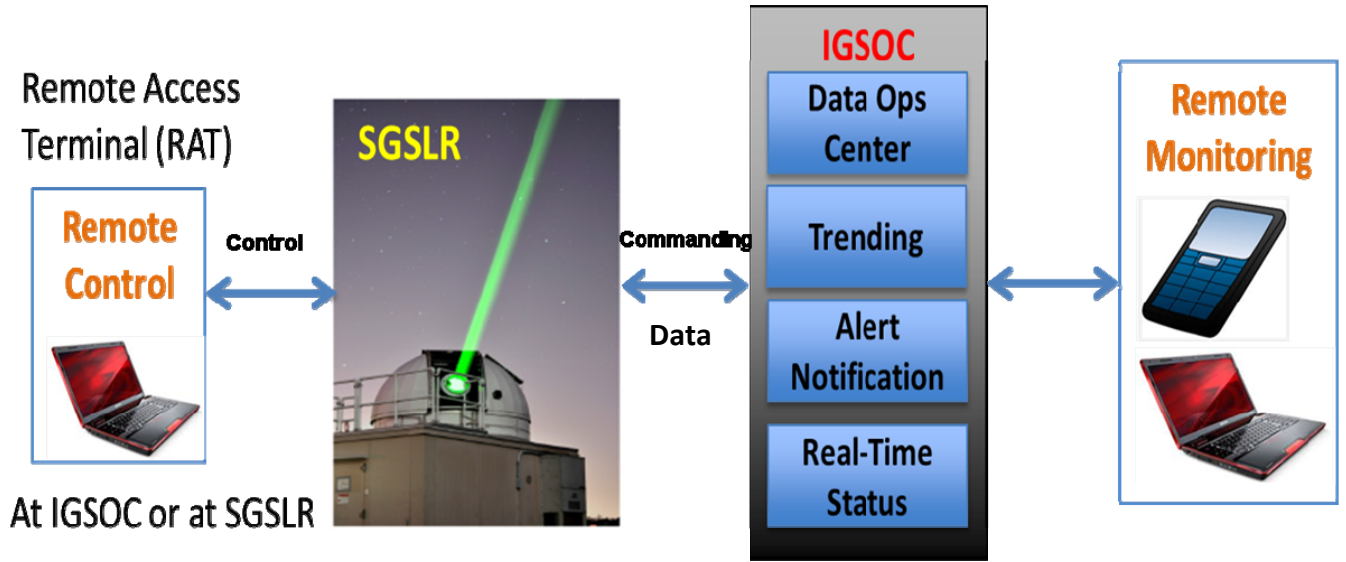 Remote Access
Terminal (RAT)
Remote
Control
At IGSOC or at SGSLR
Control
SGSLR
Commanding
Data
IGSOC
Data Ops
Center
Trending
Alert
Notification
Real-Time
Status
Remote
Monitoring